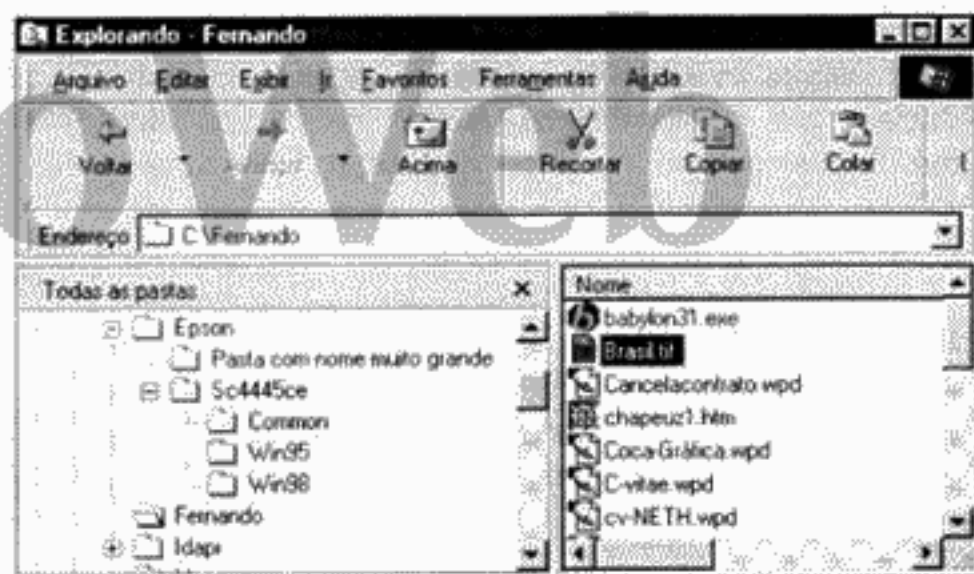 Explorando - Fernando
Arquivo Editar Exibir Ir Favoritos Ferramentas Ajuda
Voltar Acima Recortar Copiar Colar
Endereço C:\Fernando
Todas as pastas
Epson
Pasta com nome muito grande
Sc4445ce
Common
Win95
Win98
Fernando
Idapi
Nome
babylon31.exe
Brasil.tif
Cancelacontrato.wpd
chapeuz1.htm
Coca-Gráfica.wpd
C-vitae.wpd
cv-NETH.wpd
oWeb